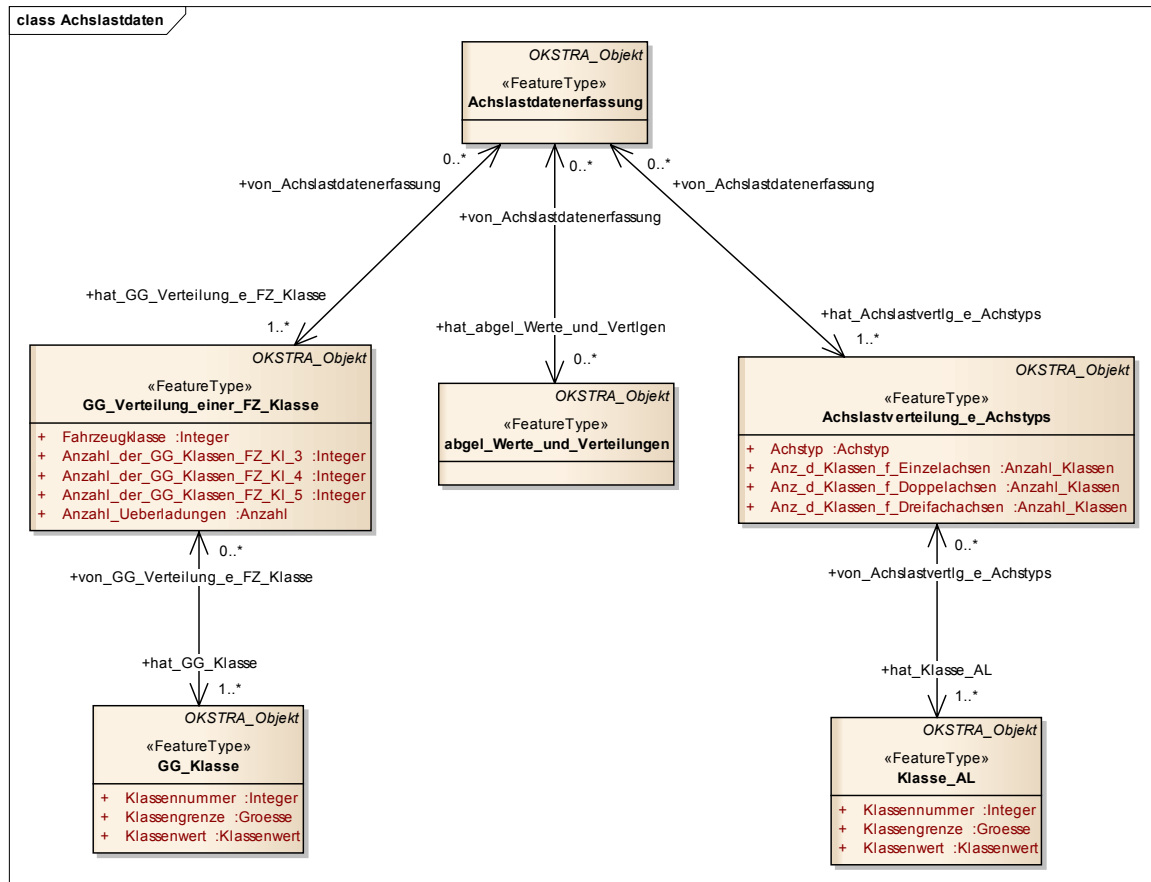 class Achslastdaten
OKSTRA_Objekt
«FeatureType»
Achslastdatenerfassung
0..*
0..*
0..*
+von_Achslastdatenerfassung
+von_Achslastdatenerfassung
+von_Achslastdatenerfassung
+hat_GG_Verteilung_e_FZ_Klasse
1..*
+hat_abgel_Werte_und_Vertlgen
0..*
+hat_Achslastvertlg_e_Achstyps
1..*
OKSTRA_Objekt
«FeatureType»
GG_Verteilung_einer_FZ_Klasse
+ Fahrzeugklasse :Integer
+ Anzahl_der_GG_Klassen_FZ_Kl_3 :Integer
+ Anzahl_der_GG_Klassen_FZ_Kl_4 :Integer
+ Anzahl_der_GG_Klassen_FZ_Kl_5 :Integer
+ Anzahl_Ueberladungen :Anzahl
OKSTRA_Objekt
«FeatureType»
abgel_Werte_und_Verteilungen
OKSTRA_Objekt
«FeatureType»
Achslastverteilung_e_Achstyps
+ Achstyp :Achstyp
+ Anz_d_Klassen_f_Einzelachsen :Anzahl_Klassen
+ Anz_d_Klassen_f_Doppelachsen :Anzahl_Klassen
+ Anz_d_Klassen_f_Dreifachachsen :Anzahl_Klassen
0..*
+von_GG_Verteilung_e_FZ_Klasse
+hat_GG_Klasse
1..*
0..*
+von_Achslastvertlg_e_Achstyps
+hat_Klasse_AL
1..*
OKSTRA_Objekt
«FeatureType»
GG_Klasse
+ Klassennummer :Integer
+ Klassengrenze :Groesse
+ Klassenwert :Klassenwert
OKSTRA_Objekt
«FeatureType»
Klasse_AL
+ Klassennummer :Integer
+ Klassengrenze :Groesse
+ Klassenwert :Klassenwert